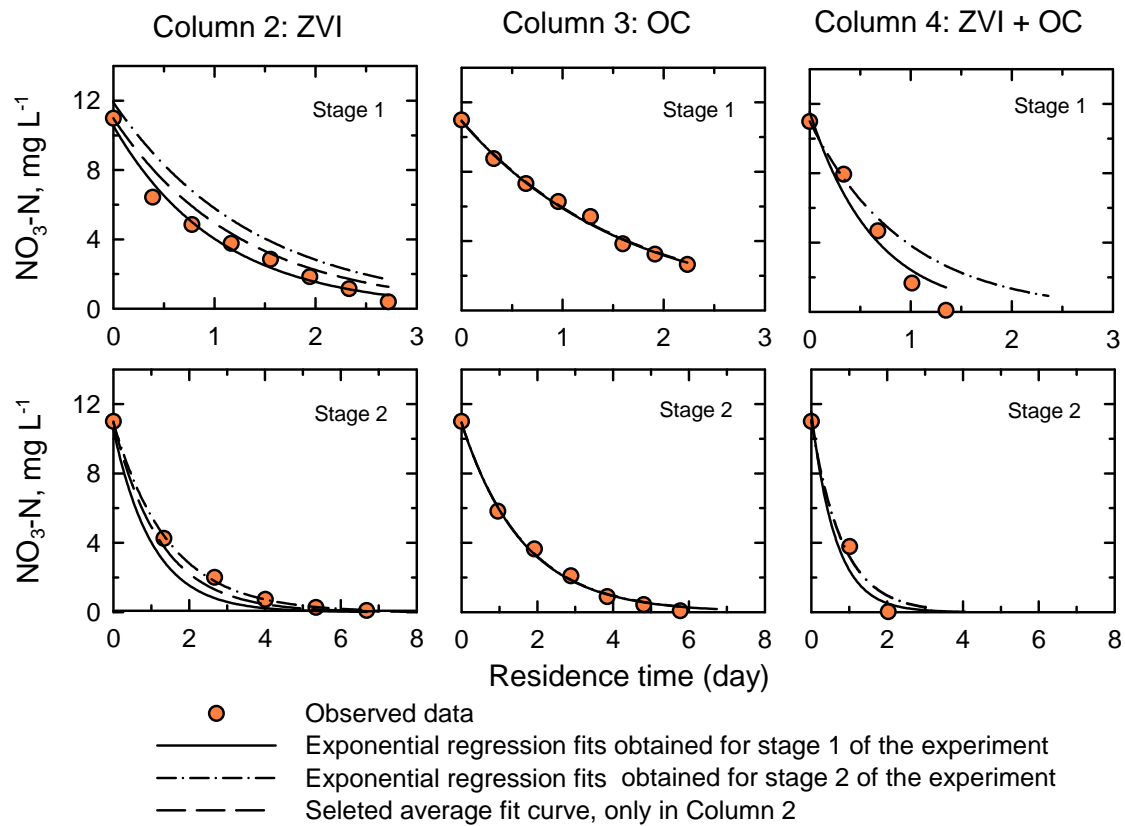 Column 2: ZVI
Column 3: OC
Column 4: ZVI + OC
NO₃-N, mg L⁻¹
12
8
4
0
Stage 1
Stage 1
Stage 1
0 1 2 3
0 1 2 3
0 1 2 3
NO₃-N, mg L⁻¹
12
8
4
0
Stage 2
Stage 2
Stage 2
0 2 4 6 8
0 2 4 6 8
0 2 4 6 8
Residence time (day)
Observed data
Exponential regression fits obtained for stage 1 of the experiment
Exponential regression fits obtained for stage 2 of the experiment
Seleted average fit curve, only in Column 2